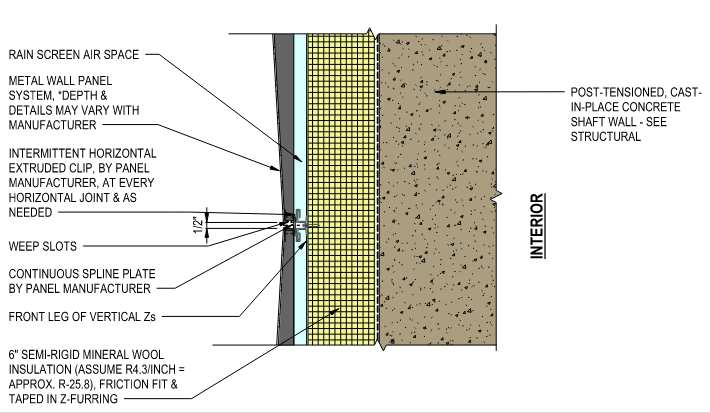 RAIN SCREEN AIR SPACE
METAL WALL PANEL
SYSTEM, *DEPTH &
DETAILS MAY VARY WITH
MANUFACTURER
INTERMITTENT HORIZONTAL
EXTRUDED CLIP, BY PANEL
MANUFACTURER, AT EVERY
HORIZONTAL JOINT & AS
NEEDED
1/2"
WEEP SLOTS
CONTINUOUS SPLINE PLATE
BY PANEL MANUFACTURER
FRONT LEG OF VERTICAL Zs
6" SEMI-RIGID MINERAL WOOL
INSULATION (ASSUME R4.3/INCH =
APPROX. R-25.8), FRICTION FIT &
TAPED IN Z-FURRING
POST-TENSIONED, CAST-
IN-PLACE CONCRETE
SHAFT WALL - SEE
STRUCTURAL
INTERIOR